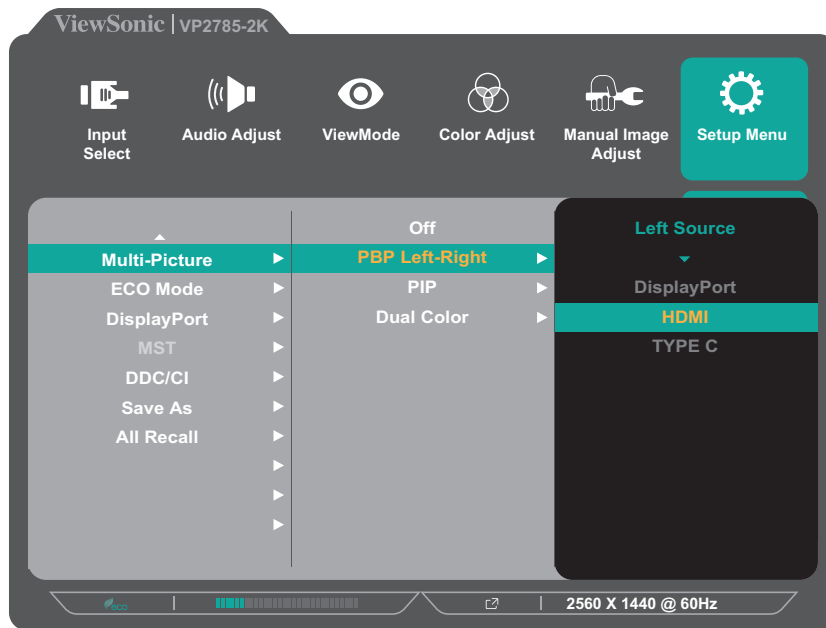 ViewSonic | VP2785-2K
Input
Select
Audio Adjust
ViewMode
Color Adjust
Manual Image
Adjust
Setup Menu
Multi-Picture
ECO Mode
DisplayPort
MST
DDC/CI
Save As
All Recall
Off
PBP Left-Right
PIP
Dual Color
Left Source
DisplayPort
HDMI
TYPE C
eco
2560 X 1440 @ 60Hz